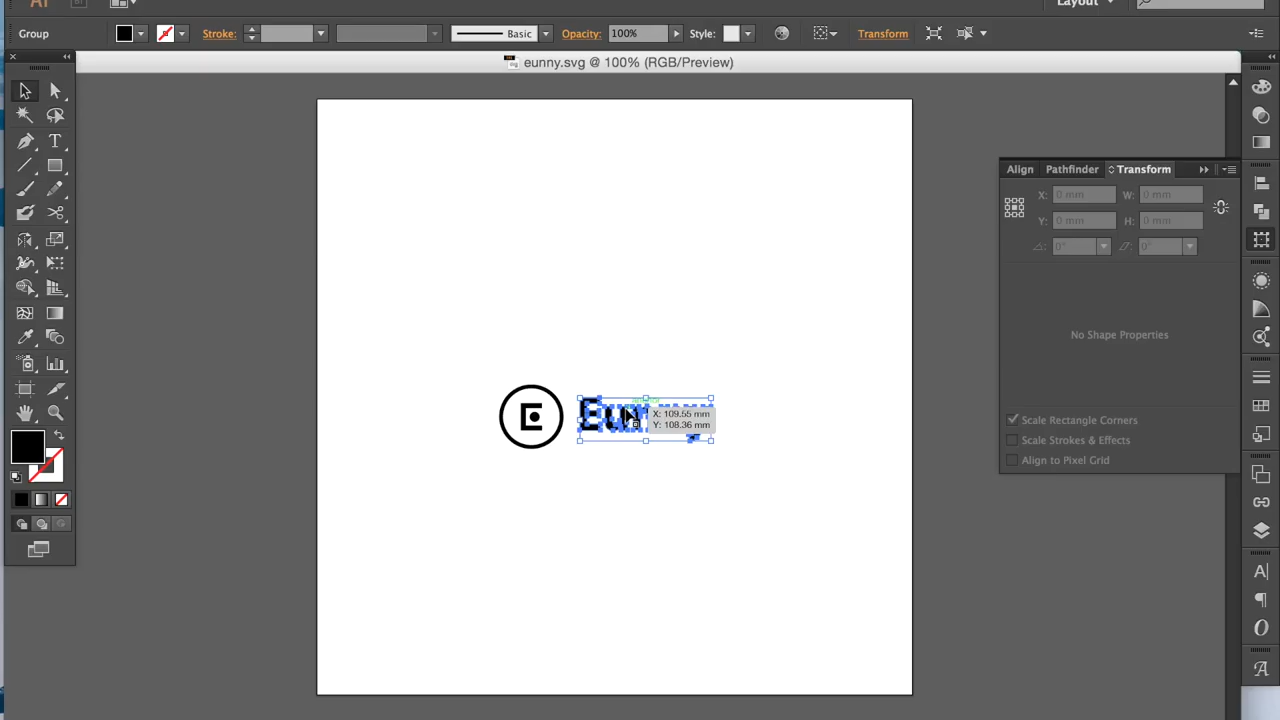 Layout
Group
Stroke:
Basic
Opacity:
100%
Style:
Transform
eunny.svg @ 100% (RGB/Preview)
Align
Pathfinder
Transform
X:
0 mm
W:
0 mm
Y:
0 mm
H:
0 mm
0°
0°
No Shape Properties
Scale Rectangle Corners
Scale Strokes & Effects
Align to Pixel Grid
E
X: 109.55 mm
Y: 108.36 mm